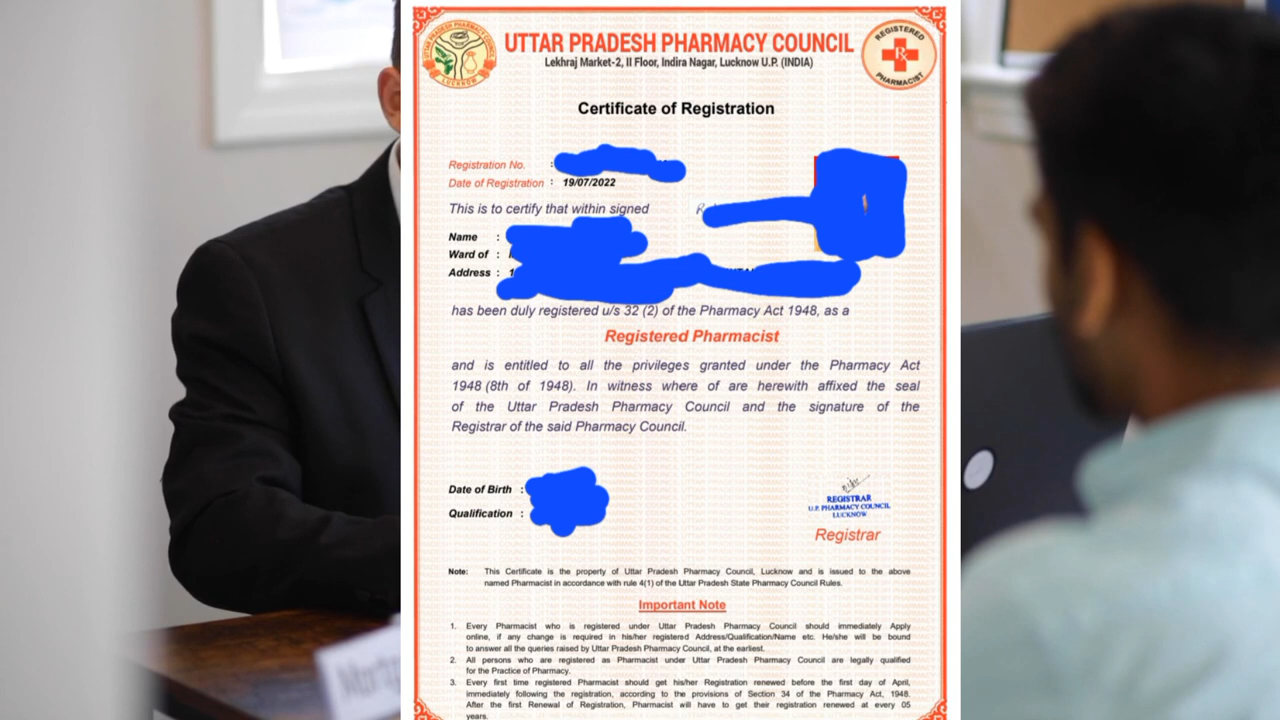 UTTAR PRADESH PHARMACY COUNCIL
LUCKNOW
UTTAR PRADESH PHARMACY COUNCIL
Lekhraj Market-2, II Floor, Indira Nagar, Lucknow U.P. (INDIA)
REGISTERED
Rx
PHARMACIST
Certificate of Registration
Registration No. :
Date of Registration : 19/07/2022
This is to certify that within signed
Name :
Ward of :
Address : 1
has been duly registered u/s 32 (2) of the Pharmacy Act 1948, as a
Registered Pharmacist
and is entitled to all the privileges granted under the Pharmacy Act
1948 (8th of 1948). In witness where of are herewith affixed the seal
of the Uttar Pradesh Pharmacy Council and the signature of the
Registrar of the said Pharmacy Council.
Date of Birth :
Qualification :
REGISTRAR
U.P. PHARMACY COUNCIL
LUCKNOW
Registrar
Note: This Certificate is the property of Uttar Pradesh Pharmacy Council, Lucknow and is issued to the above
named Pharmacist in accordance with rule 4(1) of the Uttar Pradesh State Pharmacy Council Rules.
Important Note
1. Every Pharmacist who is registered under Uttar Pradesh Pharmacy Council should immediately Apply
online, if any change is required in his/her registered Address/Qualification/Name etc. He/she will be bound
to answer all the queries raised by Uttar Pradesh Pharmacy Council, at the earliest.
2. All persons who are registered as Pharmacist under Uttar Pradesh Pharmacy Council are legally qualified
for the Practice of Pharmacy.
3. Every first time registered Pharmacist should get his/her Registration renewed before the first day of April,
immediately following the registration, according to the provisions of Section 34 of the Pharmacy Act, 1948.
After the first Renewal of Registration, Pharmacist will have to get their registration renewed at every 05
years.